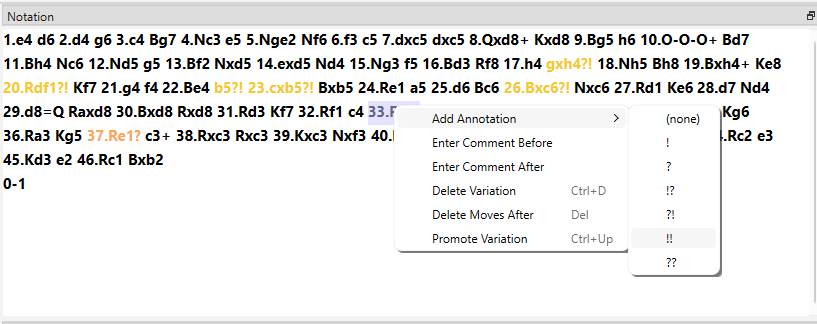 Notation
1.e4 d6 2.d4 g6 3.c4 Bg7 4.Nc3 e5 5.Nge2 Nf6 6.f3 c5 7.dxc5 dxc5 8.Qxd8+ Kxd8 9.Bg5 h6 10.O-O-O+ Bd7
11.Bh4 Nc6 12.Nd5 g5 13.Bf2 Nxd5 14.exd5 Nd4 15.Ng3 f5 16.Bd3 Rf8 17.h4 gxh4?! 18.Nh5 Bh8 19.Bxh4+ Ke8
20.Rdf1?! Kf7 21.g4 f4 22.Be4 b5?! 23.cxb5?! Bxb5 24.Re1 a5 25.d6 Bc6 26.Bxc6?! Nxc6 27.Rd1 Ke6 28.d7 Nd4
29.d8=Q Raxd8 30.Bxd8 Rxd8 31.Rd3 Kf7 32.Rf1 c4 Kg6
36.Ra3 Kg5 37.Re1? c3+ 38.Rxc3 Rxc3 39.Kxc3 Nxf3 Rc2 e3
45.Kd3 e2 46.Rc1 Bxb2
0-1
Add Annotation
Enter Comment Before
Enter Comment After
Delete Variation Ctrl+D
Delete Moves After Del
Promote Variation Ctrl+Up
(none)
!
?
!?
?!
!!
??